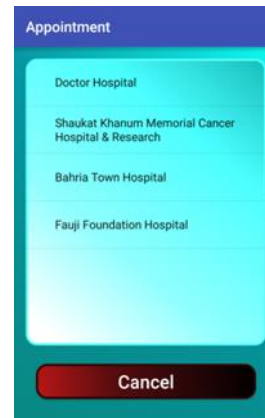 Appointment
Doctor Hospital
Shaukat Khanum Memorial Cancer
Hospital & Research
Bahria Town Hospital
Fauji Foundation Hospital
Cancel